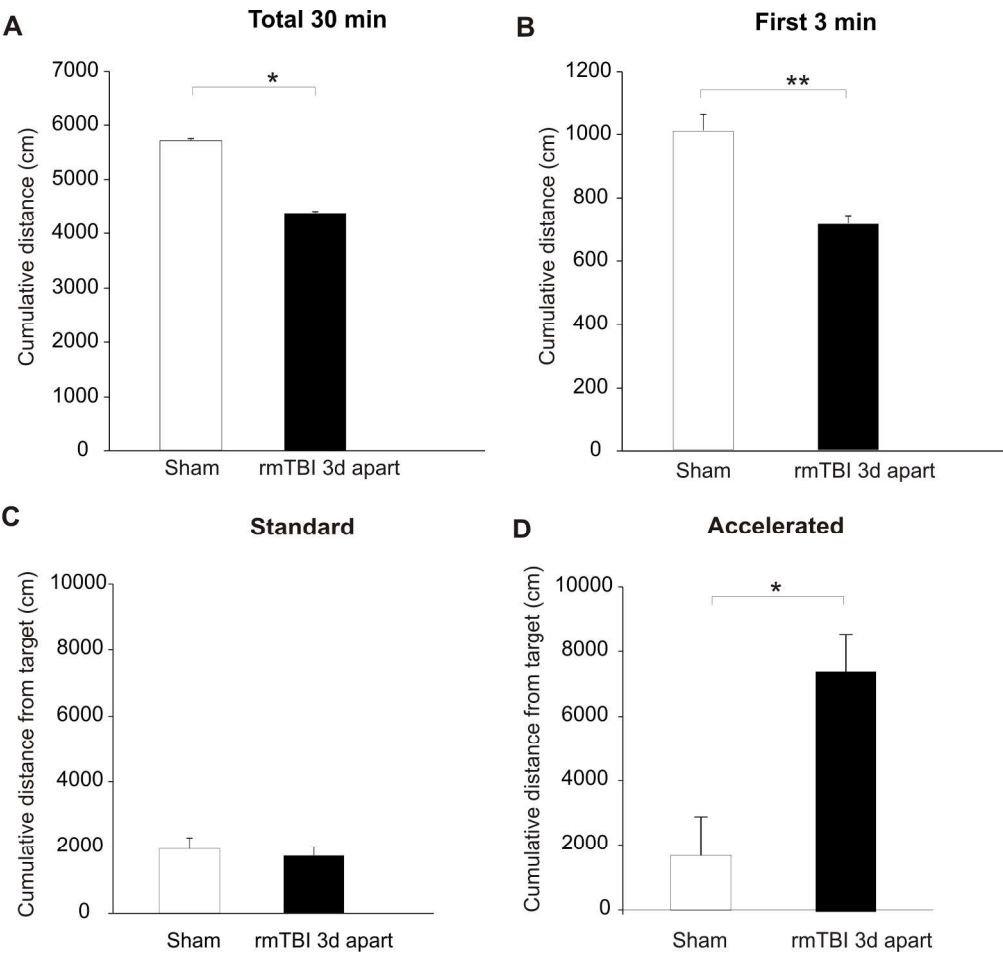 A
Total 30 min
7000
6000
5000
4000
3000
2000
1000
0
Cumulative distance (cm)
*
Sham
rmTBI 3d apart
B
First 3 min
1200
1000
800
600
400
200
0
Cumulative distance (cm)
**
Sham
rmTBI 3d apart
C
Standard
10000
8000
6000
4000
2000
0
Cumulative distance from target (cm)
Sham
rmTBI 3d apart
D
Accelerated
10000
8000
6000
4000
2000
0
Cumulative distance from target (cm)
*
Sham
rmTBI 3d apart